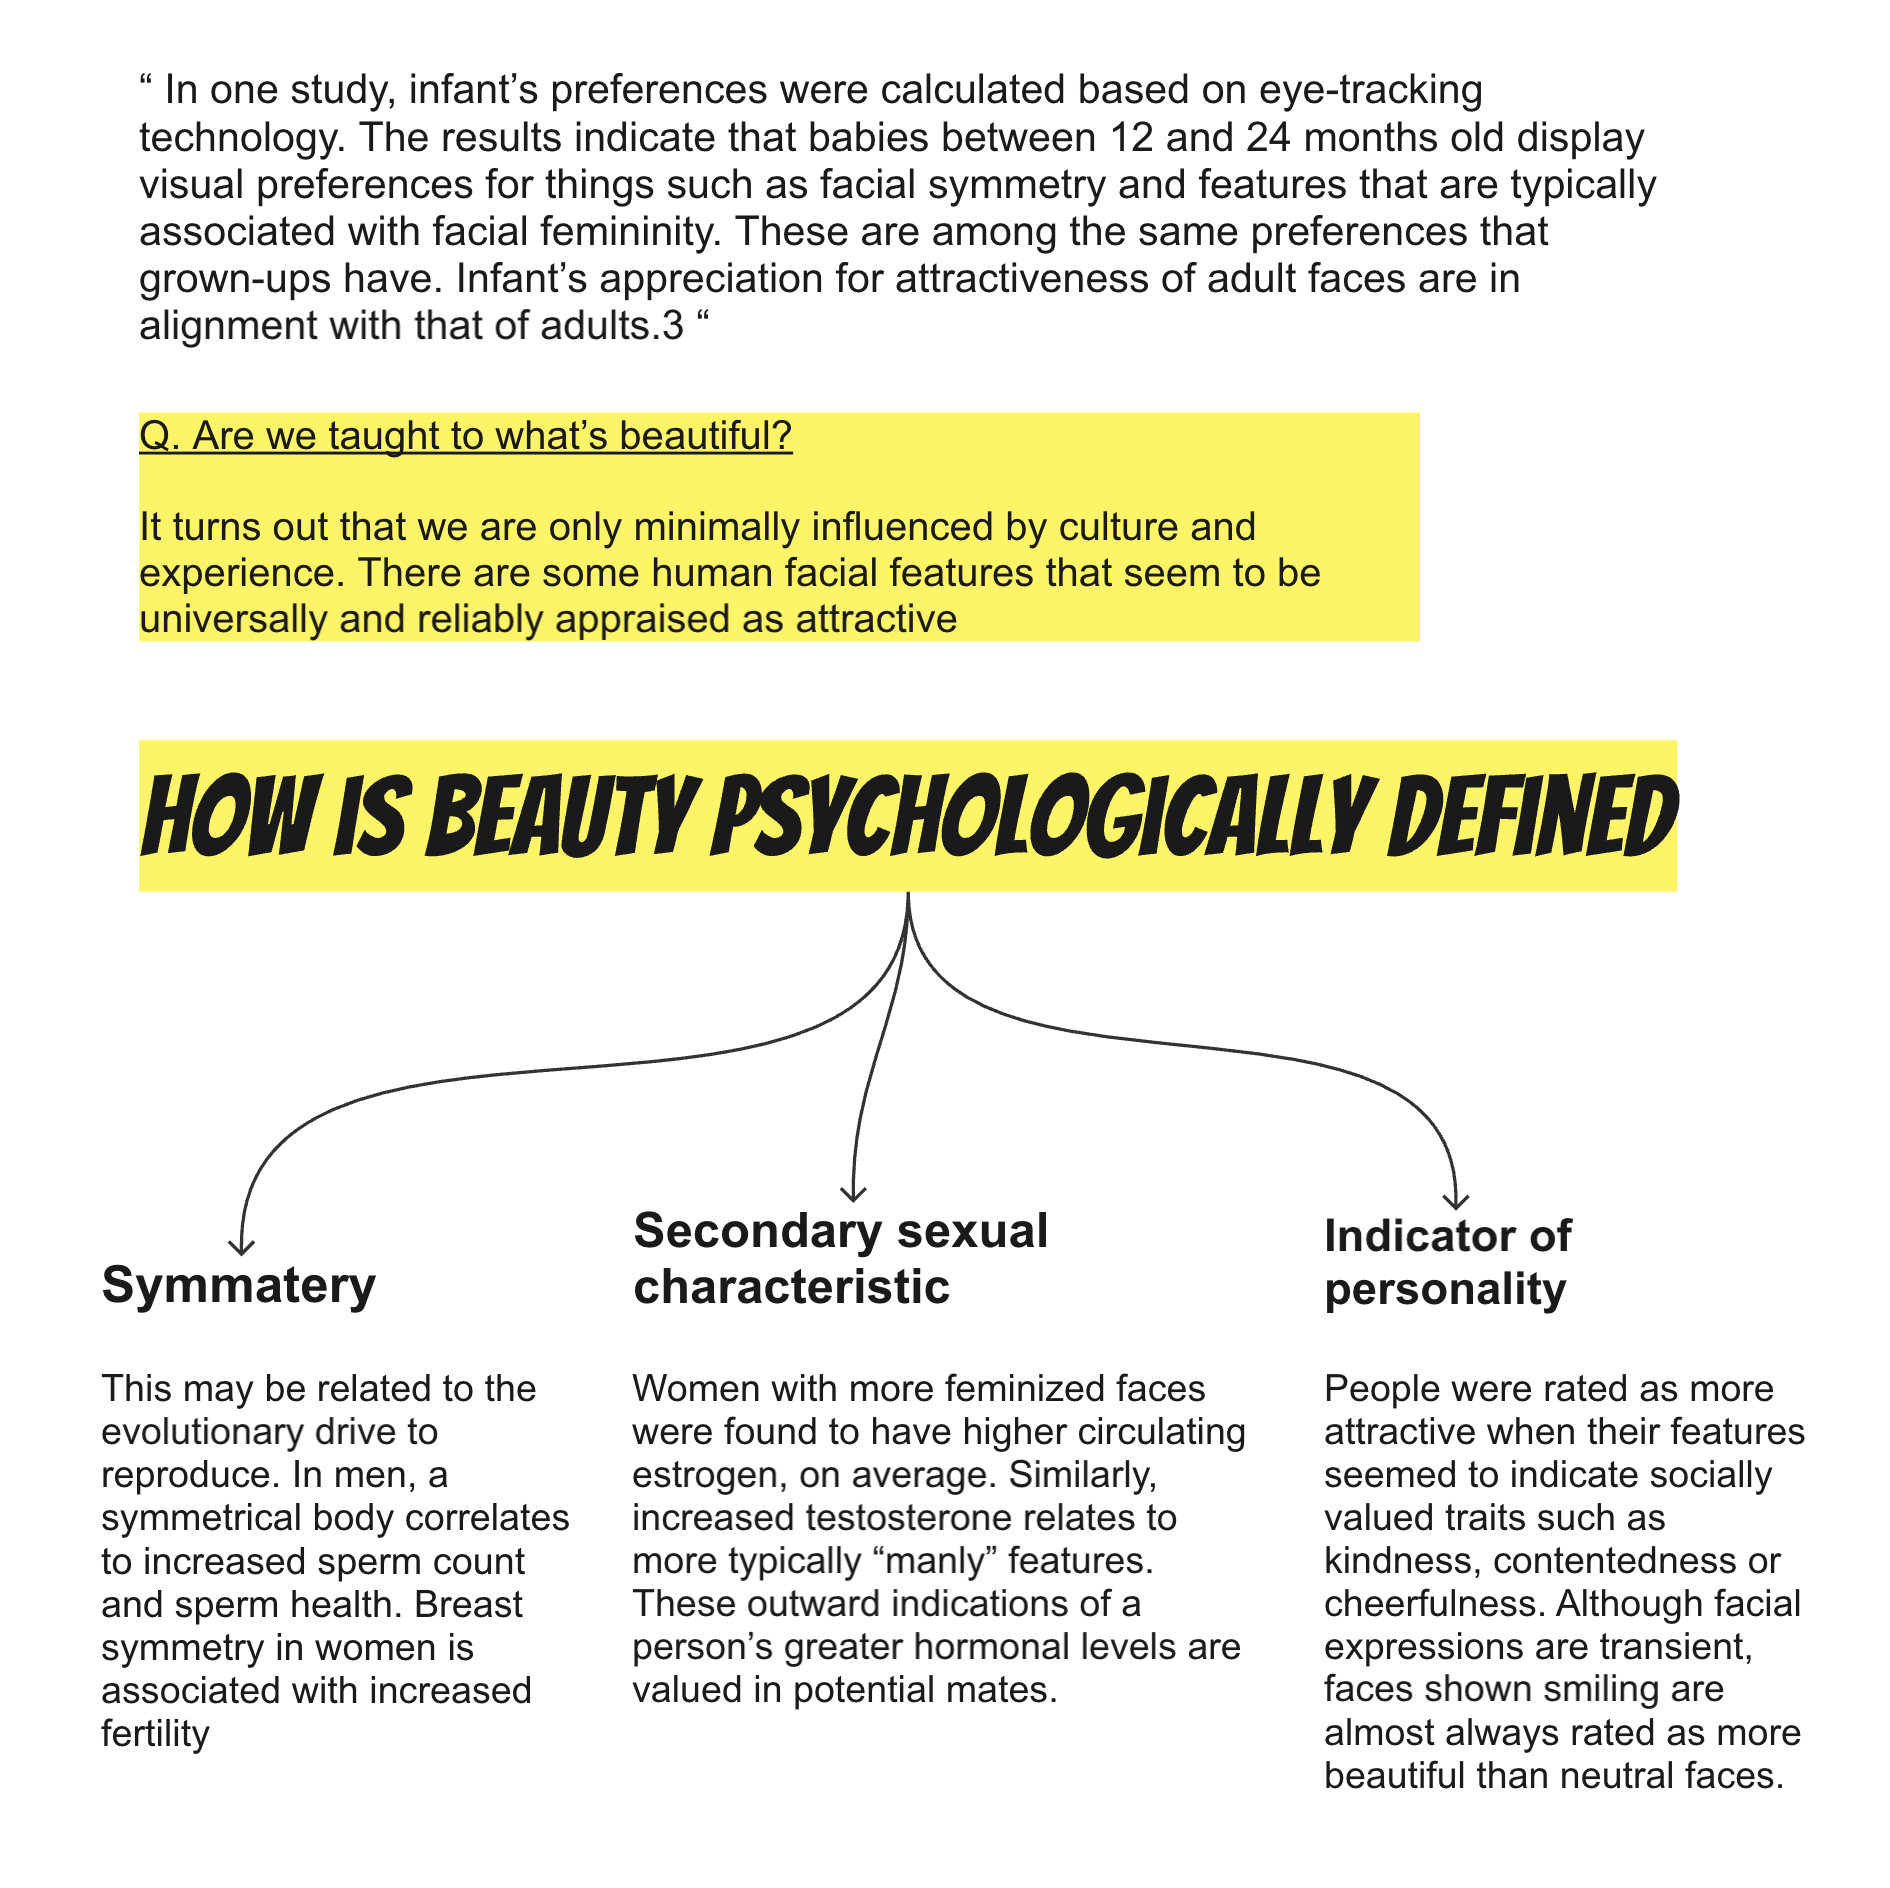 “ In one study, infant’s preferences were calculated based on eye-tracking
technology. The results indicate that babies between 12 and 24 months old display
visual preferences for things such as facial symmetry and features that are typically
associated with facial femininity. These are among the same preferences that
grown-ups have. Infant’s appreciation for attractiveness of adult faces are in
alignment with that of adults.3 “
Q. Are we taught to what’s beautiful?
It turns out that we are only minimally influenced by culture and
experience. There are some human facial features that seem to be
universally and reliably appraised as attractive
HOW IS BEAUTY PSYCHOLOGICALLY DEFINED
Symmatery
This may be related to the
evolutionary drive to
reproduce. In men, a
symmetrical body correlates
to increased sperm count
and sperm health. Breast
symmetry in women is
associated with increased
fertility
Secondary sexual
characteristic
Women with more feminized faces
were found to have higher circulating
estrogen, on average. Similarly,
increased testosterone relates to
more typically “manly” features.
These outward indications of a
person’s greater hormonal levels are
valued in potential mates.
Indicator of
personality
People were rated as more
attractive when their features
seemed to indicate socially
valued traits such as
kindness, contentedness or
cheerfulness. Although facial
expressions are transient,
faces shown smiling are
almost always rated as more
beautiful than neutral faces.